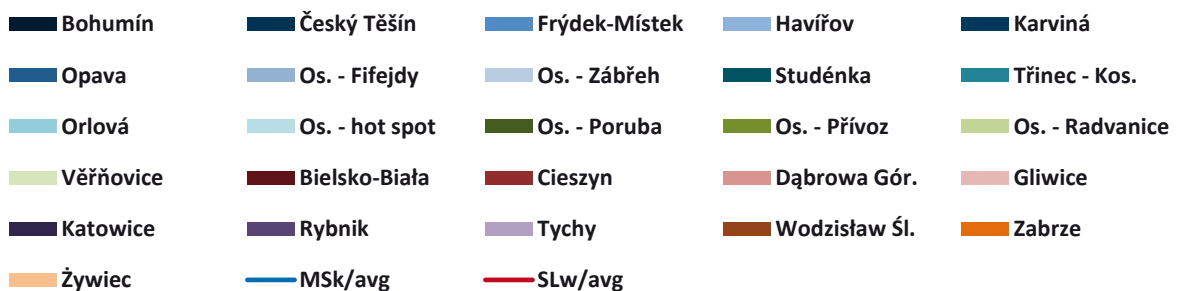 Bohumín Český Těšín Frýdek-Místek Havířov Karviná
Opava Os. - Fifejdy Os. - Zábřeh Studénka Třinec - Kos.
Orlová Os. - hot spot Os. - Poruba Os. - Přívoz Os. - Radvanice
Věřňovice Bielsko-Biała Cieszyn Dąbrowa Gór. Gliwice
Katowice Rybnik Tychy Wodzisław Śl. Zabrze
Żywiec MSk/avg SLw/avg